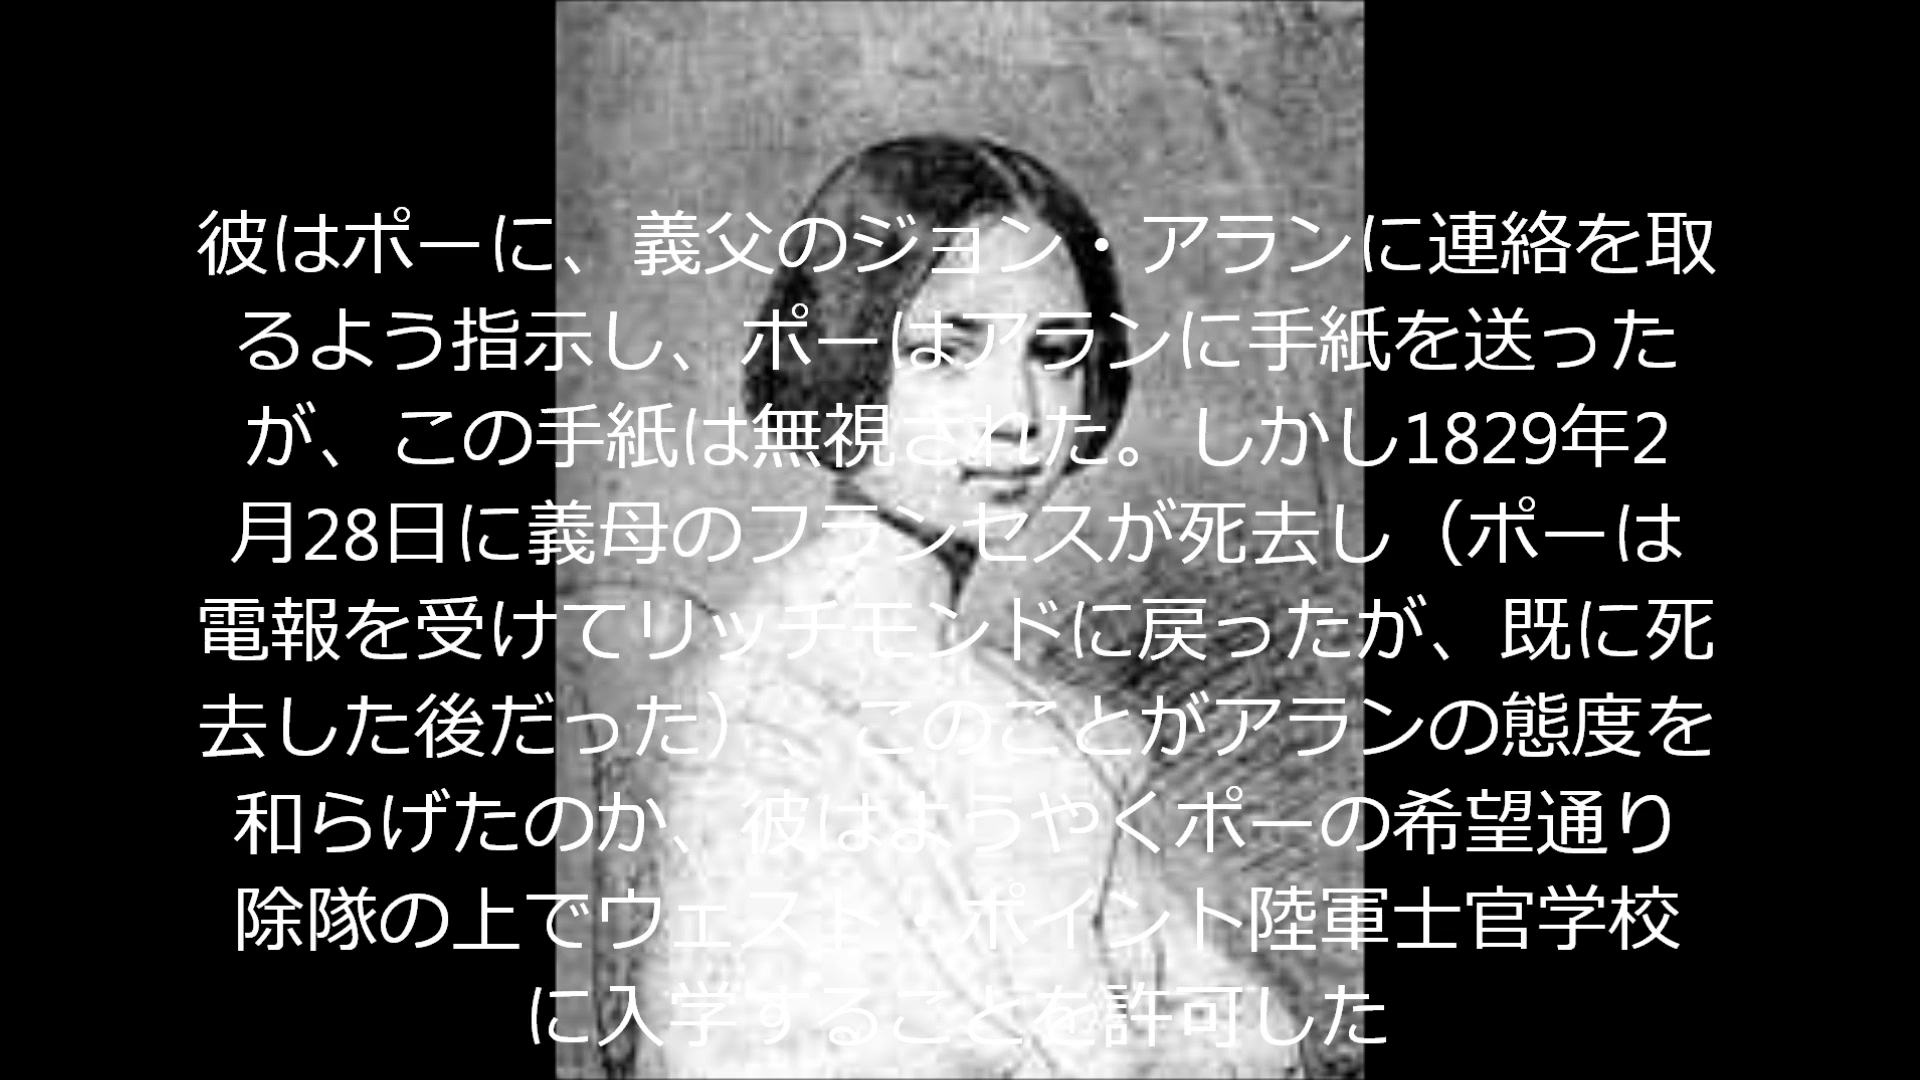 彼はポーに、義父のジョン・アランに連絡を取
るよう指示し、ポーはアランに手紙を送った
が、この手紙は無視された。しかし1829年2
月28日に義母のフランセスが死去し（ポーは
電報を受けてリッチモンドに戻ったが、既に死
去した後だった）、このことがアランの態度を
和らげたのか、彼はようやくポーの希望通り
除隊の上でウェスト・ポイント陸軍士官学校
に入学することを許可した